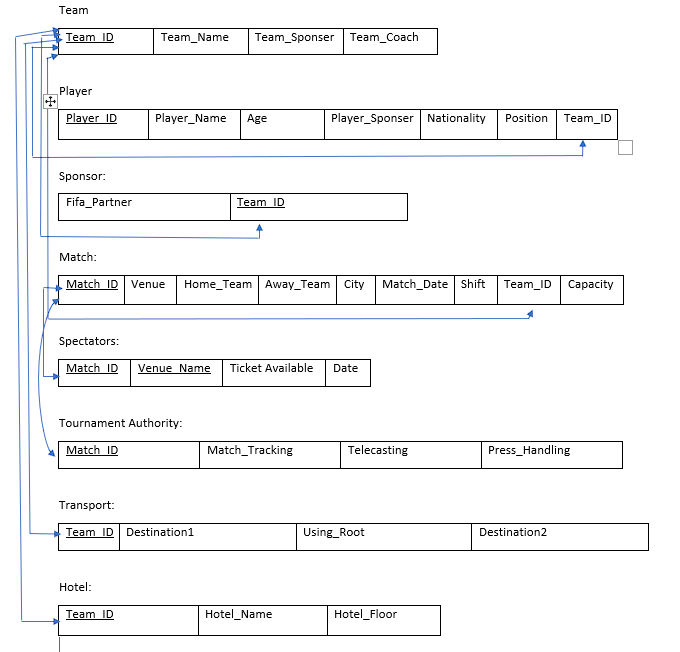 Team
Team_ID Team_Name Team_Sponser Team_Coach
Player
Player_ID Player_Name Age Player_Sponser Nationality Position Team_ID
Sponsor:
Fifa_Partner Team_ID
Match:
Match_ID Venue Home_Team Away_Team City Match_Date Shift Team_ID Capacity
Spectators:
Match_ID Venue_Name Ticket Available Date
Tournament Authority:
Match_ID Match_Tracking Telecasting Press_Handling
Transport:
Team_ID Destination1 Using_Root Destination2
Hotel:
Team_ID Hotel_Name Hotel_Floor